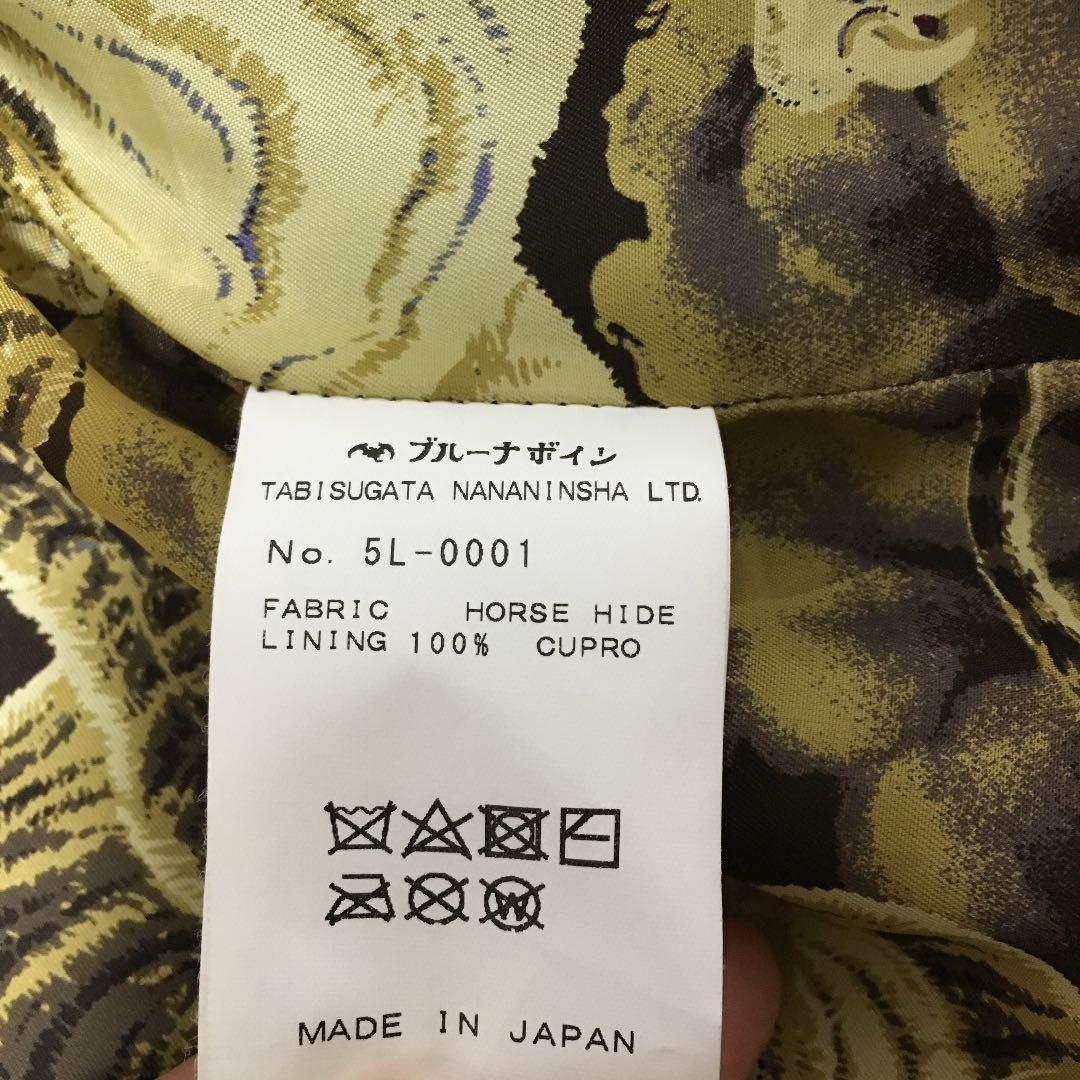 ブルーナボイン
TABISUGATA NANANINSHA LTD.
No. 5L-0001
FABRIC HORSE HIDE
LINING 100% CUPRO
W
MADE IN JAPAN